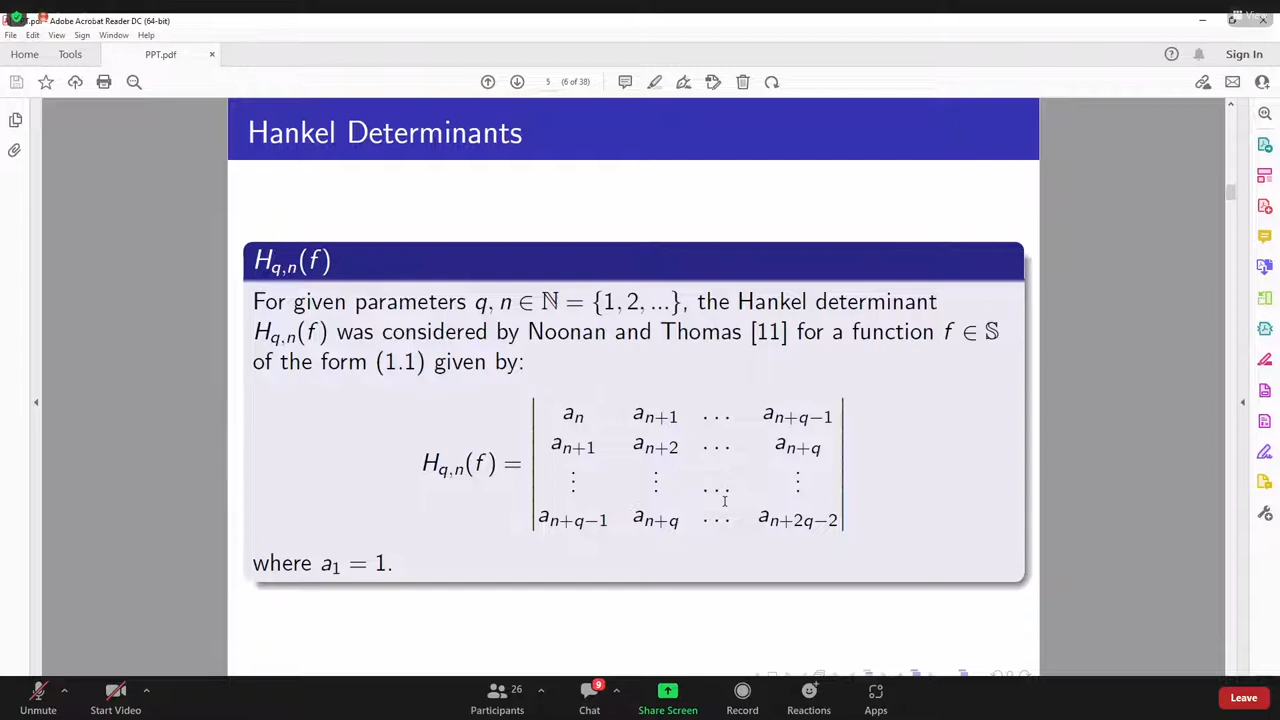 PPT.pdf - Adobe Acrobat Reader DC (64-bit)
View
File Edit View Sign Window Help
Home Tools PPT.pdf × Sign In
5 (6 of 38)
Hankel Determinants
H_{q,n}(f)
For given parameters q, n ∈ ℕ = {1, 2, ...}, the Hankel determinant
H_{q,n}(f) was considered by Noonan and Thomas [11] for a function f ∈ 𝕊
of the form (1.1) given by:
a_n a_{n+1} ... a_{n+q−1}
a_{n+1} a_{n+2} ... a_{n+q}
H_{q,n}(f) = ⋮ ⋮ ... ⋮
a_{n+q−1} a_{n+q} ... a_{n+2q−2}
where a_1 = 1.
26 9
Unmute Start Video Participants Chat Share Screen Record Reactions Apps Leave